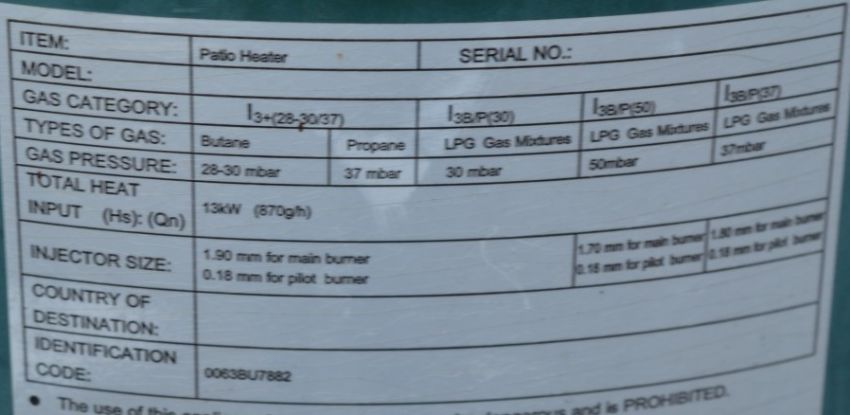 ITEM: Patio Heater SERIAL NO.:
MODEL:
GAS CATEGORY: I3+(28-30/37) I3B/P(30) I3B/P(50) I3B/P(37)
TYPES OF GAS: Butane Propane LPG Gas Mixtures LPG Gas Mixtures LPG Gas Mixtures
GAS PRESSURE: 28-30 mbar 37 mbar 30 mbar 50mbar 37mbar
TOTAL HEAT
INPUT (Hs): (Qn) 13kW (870g/h)
INJECTOR SIZE: 1.90 mm for main burner 1.70 mm for main burner 1.80 mm for main burner
0.18 mm for pilot burner 0.18 mm for pilot burner 0.18 mm for pilot burner
COUNTRY OF
DESTINATION:
IDENTIFICATION
CODE: 0063BU7882
• The use of this and is PROHIBITED.